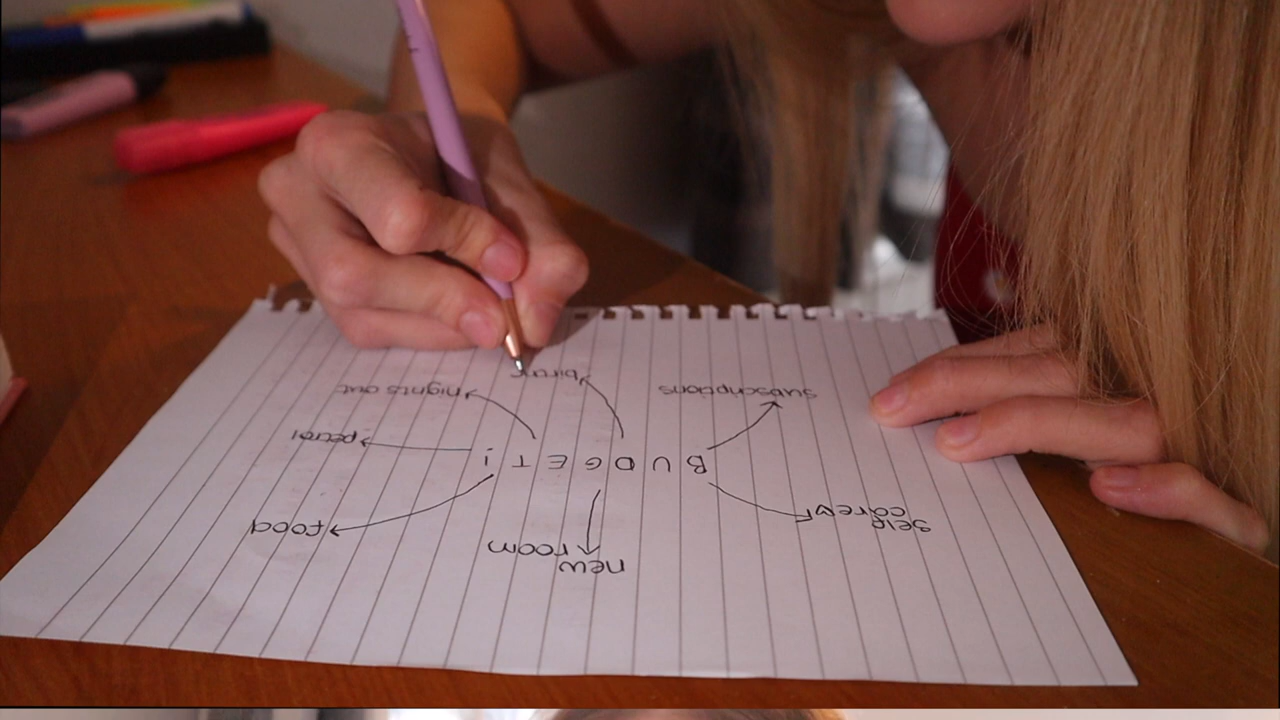 new
room
self
care
food
BUDGET!
petrol
subscriptions
nights out